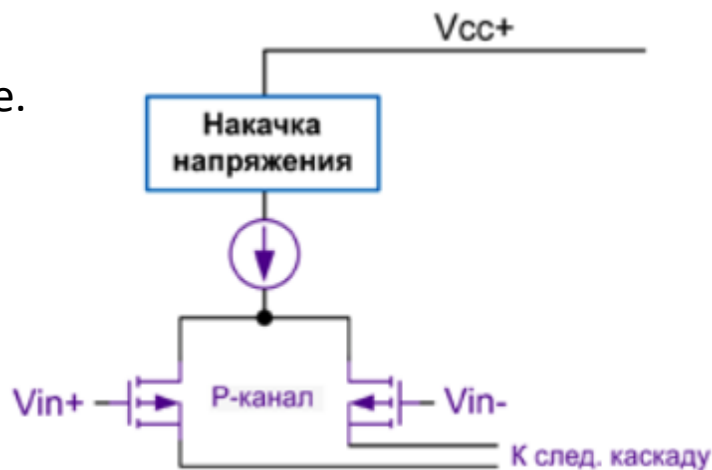 Vcc+
е.
Накачка
напряжения
Vin+
Р-канал
Vin-
К след. каскаду